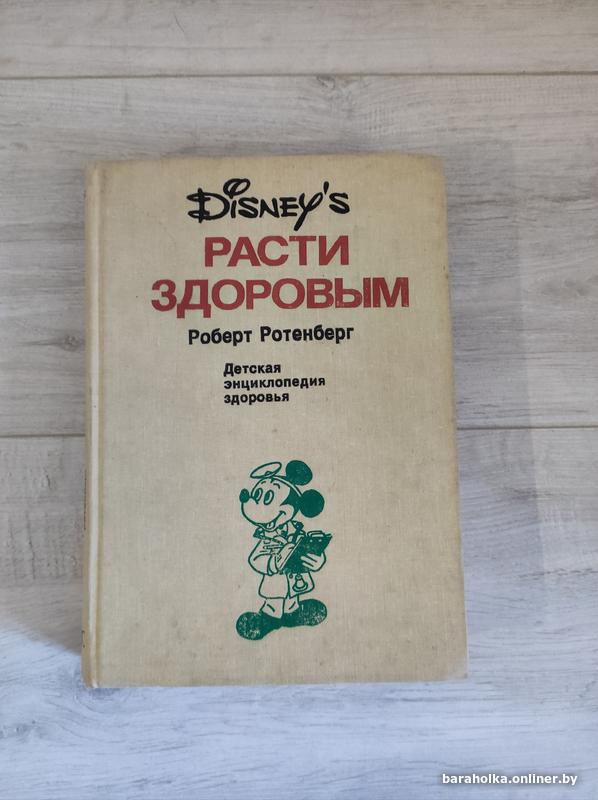 Disney's
РАСТИ
ЗДОРОВЫМ
Роберт Ротенберг
Детская
энциклопедия
здоровья
baraholka.onliner.by